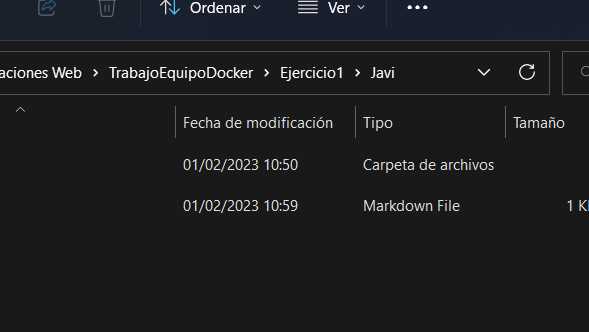 Ordenar Ver
aciones Web > TrabajoEquipoDocker > Ejercicio1 > Javi
Fecha de modificación Tipo Tamaño
01/02/2023 10:50 Carpeta de archivos
01/02/2023 10:59 Markdown File 1 K